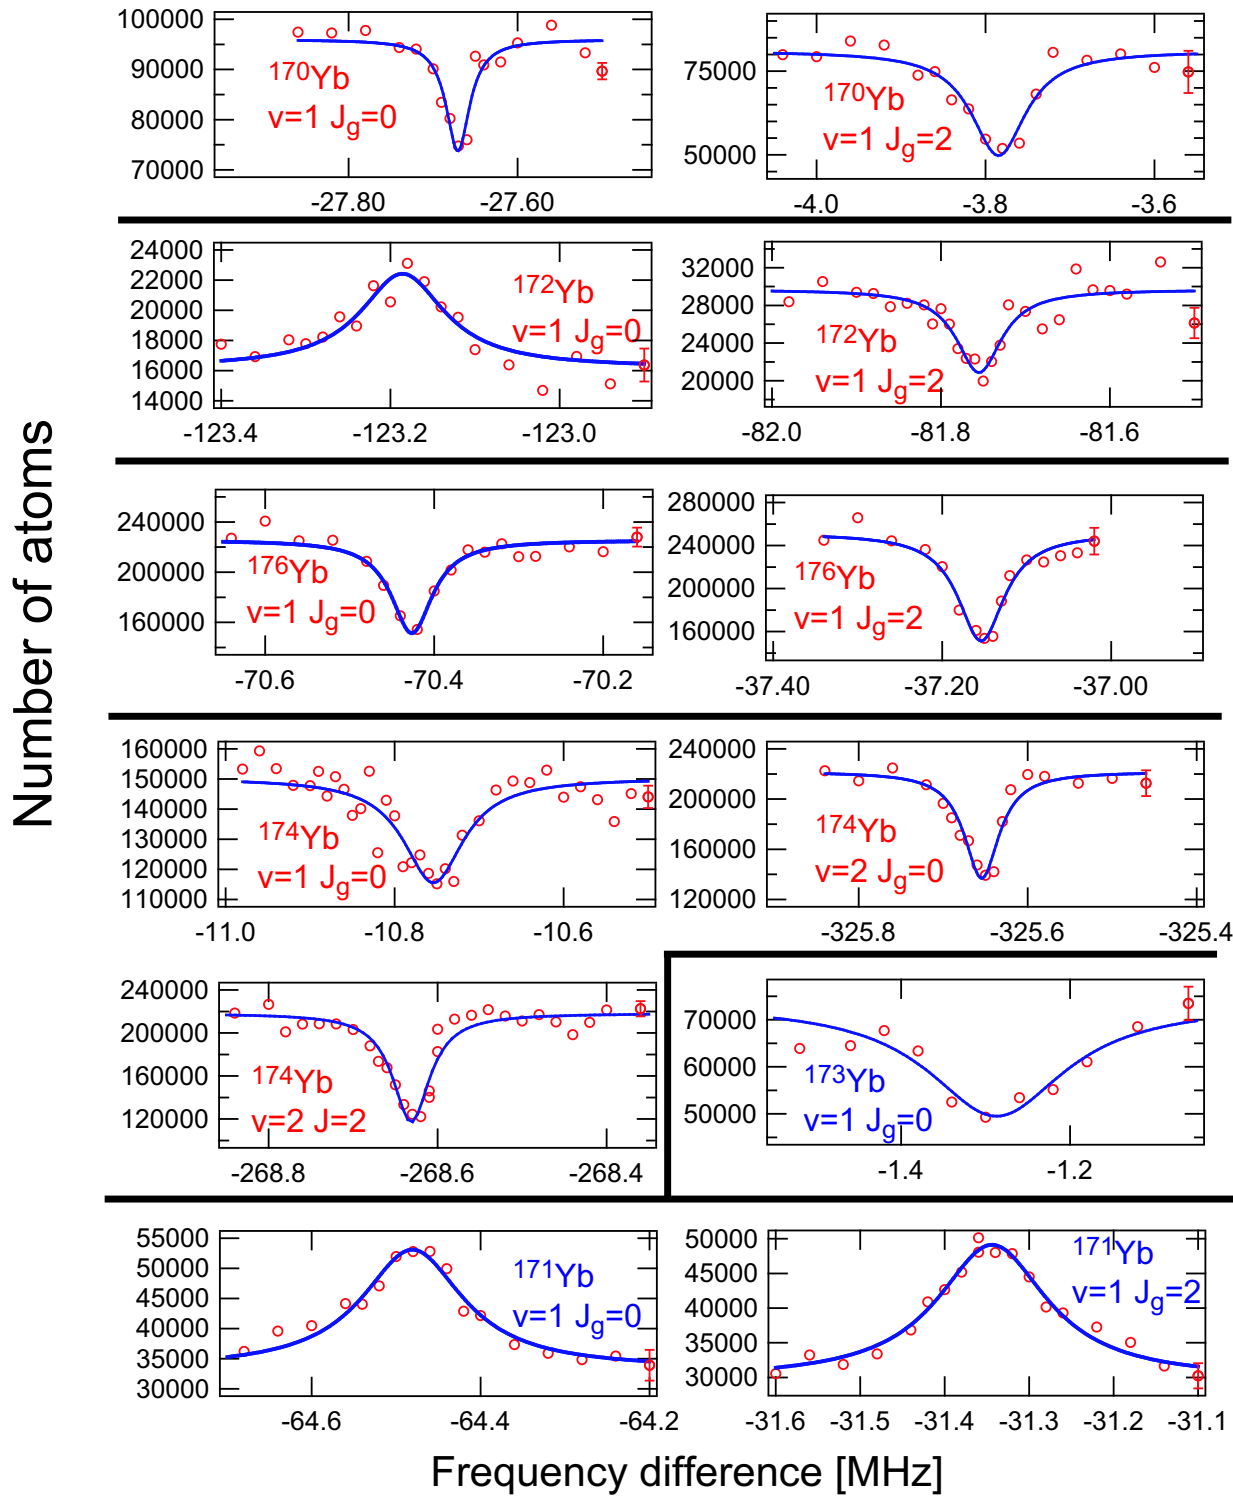 Number of atoms
100000
90000
80000
70000
170Yb
v=1 Jg=0
-27.80 -27.60
75000
50000
170Yb
v=1 Jg=2
-4.0 -3.8 -3.6
24000
22000
20000
18000
16000
14000
172Yb
v=1 Jg=0
-123.4 -123.2 -123.0
32000
28000
24000
20000
172Yb
v=1 Jg=2
-82.0 -81.8 -81.6
240000
200000
160000
176Yb
v=1 Jg=0
-70.6 -70.4 -70.2
280000
240000
200000
160000
176Yb
v=1 Jg=2
-37.40 -37.20 -37.00
160000
150000
140000
130000
120000
110000
174Yb
v=1 Jg=0
-11.0 -10.8 -10.6
240000
200000
160000
120000
174Yb
v=2 Jg=0
-325.8 -325.6 -325.4
240000
200000
160000
120000
174Yb
v=2 J=2
-268.8 -268.6 -268.4
70000
60000
50000
173Yb
v=1 Jg=0
-1.4 -1.2
55000
50000
45000
40000
35000
30000
171Yb
v=1 Jg=0
-64.6 -64.4 -64.2
50000
45000
40000
35000
30000
171Yb
v=1 Jg=2
-31.6 -31.5 -31.4 -31.3 -31.2 -31.1
Frequency difference [MHz]